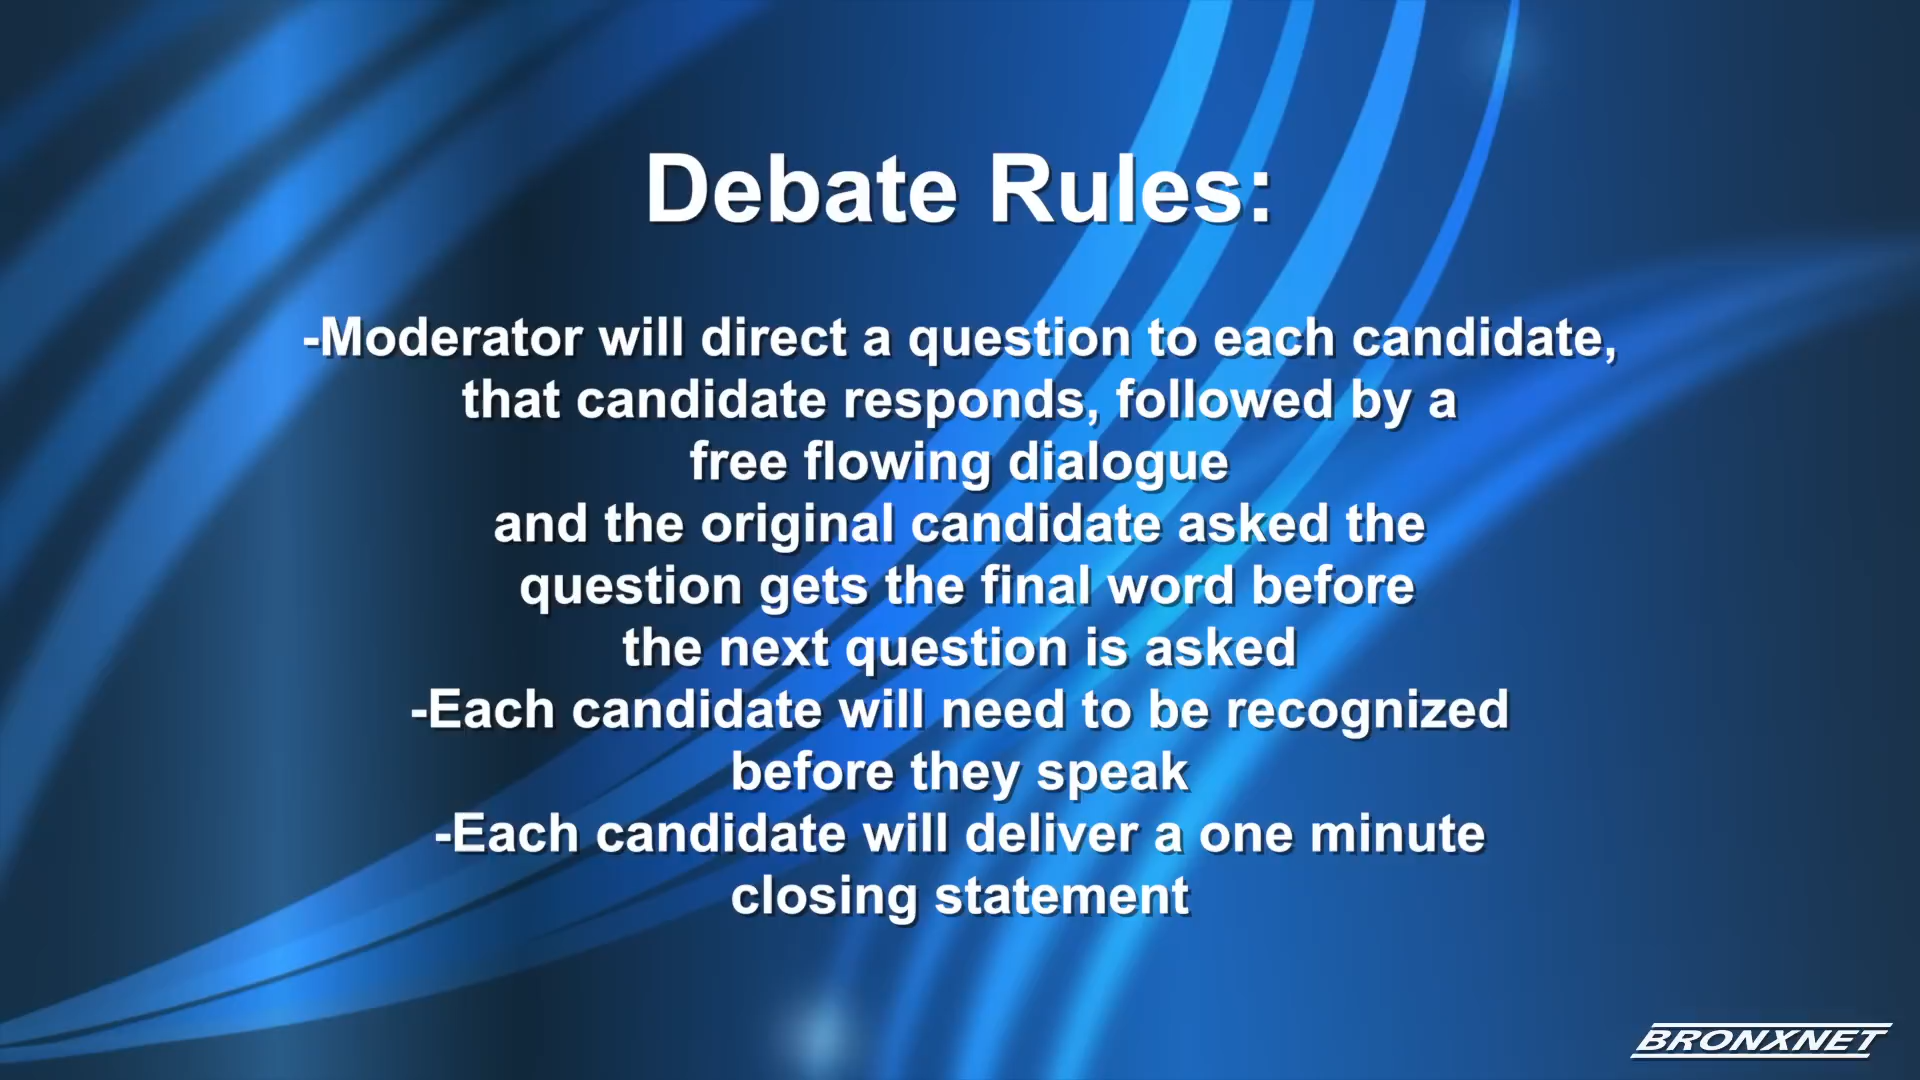 Debate Rules:
-Moderator will direct a question to each candidate,
that candidate responds, followed by a
free flowing dialogue
and the original candidate asked the
question gets the final word before
the next question is asked
-Each candidate will need to be recognized
before they speak
-Each candidate will deliver a one minute
closing statement
BRONXNET